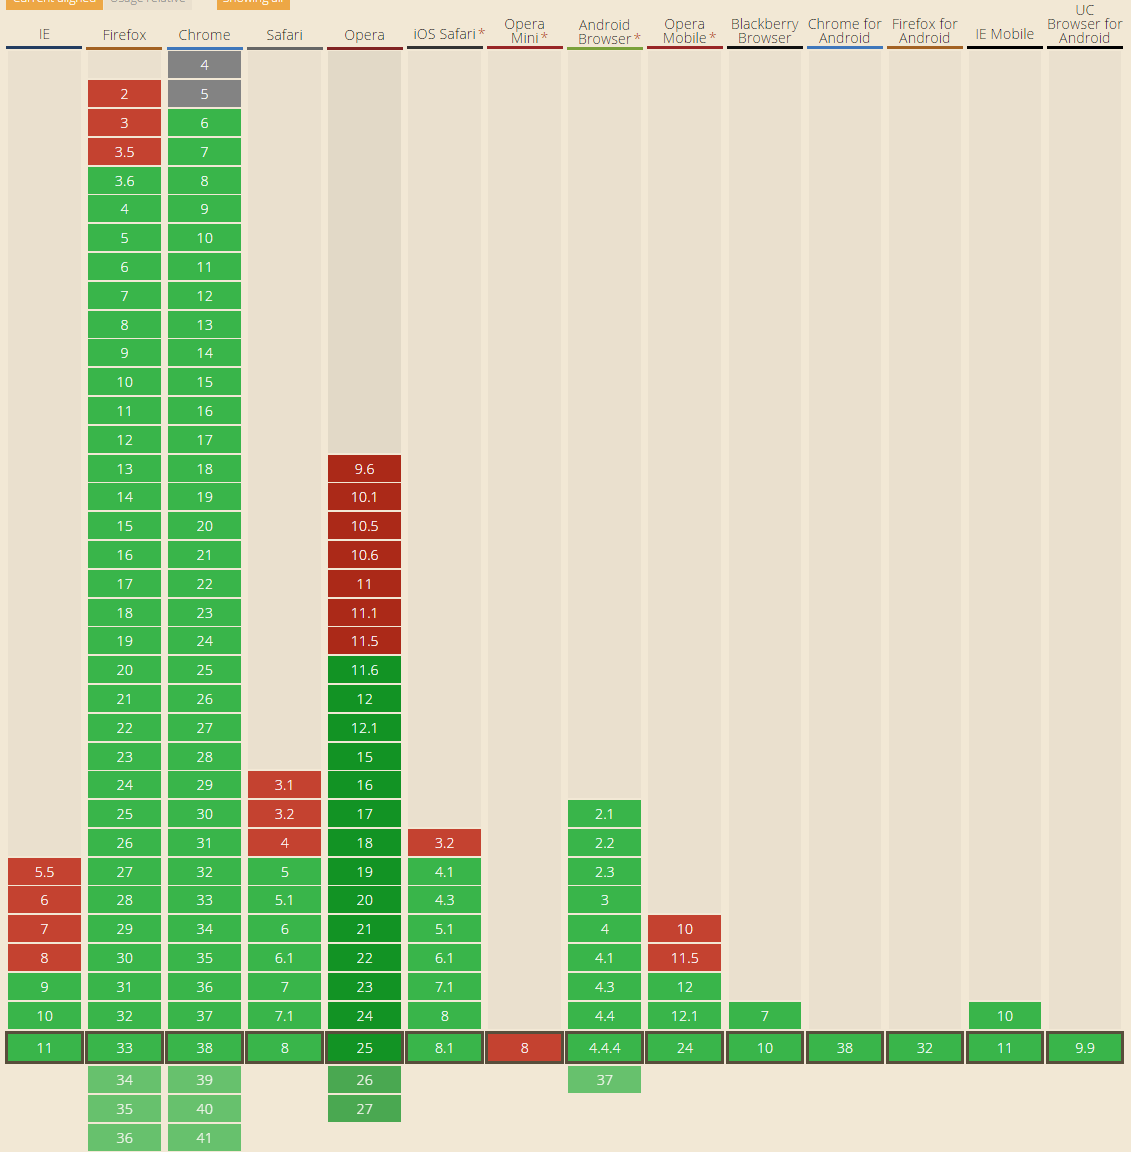 Current aligned Usage relative Showing all
IE Firefox Chrome Safari Opera iOS Safari* Opera Mini* Android Browser* Opera Mobile* Blackberry Browser Chrome for Android Firefox for Android IE Mobile UC Browser for Android
4
2 5
3 6
3.5 7
3.6 8
4 9
5 10
6 11
7 12
8 13
9 14
10 15
11 16
12 17
13 18 9.6
14 19 10.1
15 20 10.5
16 21 10.6
17 22 11
18 23 11.1
19 24 11.5
20 25 11.6
21 26 12
22 27 12.1
23 28 15
24 29 3.1 16
25 30 3.2 17 2.1
26 31 4 18 3.2 2.2
5.5 27 32 5 19 4.1 2.3
6 28 33 5.1 20 4.3 3
7 29 34 6 21 5.1 4 10
8 30 35 6.1 22 6.1 4.1 11.5
9 31 36 7 23 7.1 4.3 12
10 32 37 7.1 24 8 4.4 12.1 7 10
11 33 38 8 25 8.1 8 4.4.4 24 10 38 32 11 9.9
34 39 26 37
35 40 27
36 41